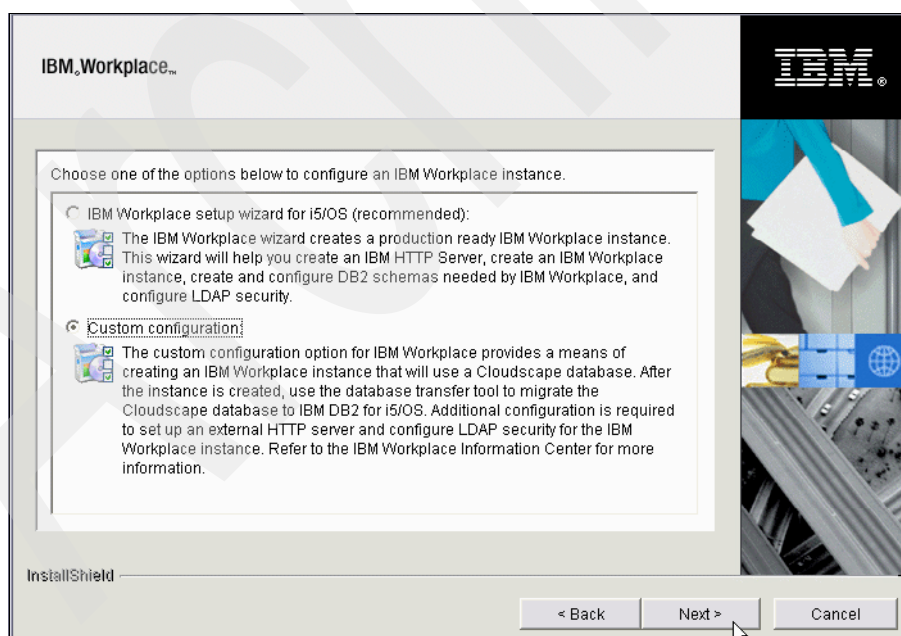 IBM® Workplace™
IBM®
Choose one of the options below to configure an IBM Workplace instance.
IBM Workplace setup wizard for i5/OS (recommended):
The IBM Workplace wizard creates a production ready IBM Workplace instance.
This wizard will help you create an IBM HTTP Server, create an IBM Workplace
instance, create and configure DB2 schemas needed by IBM Workplace, and
configure LDAP security.
Custom configuration
The custom configuration option for IBM Workplace provides a means of
creating an IBM Workplace instance that will use a Cloudscape database. After
the instance is created, use the database transfer tool to migrate the
Cloudscape database to IBM DB2 for i5/OS. Additional configuration is required
to set up an external HTTP server and configure LDAP security for the IBM
Workplace instance. Refer to the IBM Workplace Information Center for more
information.
InstallShield
< Back
Next >
Cancel